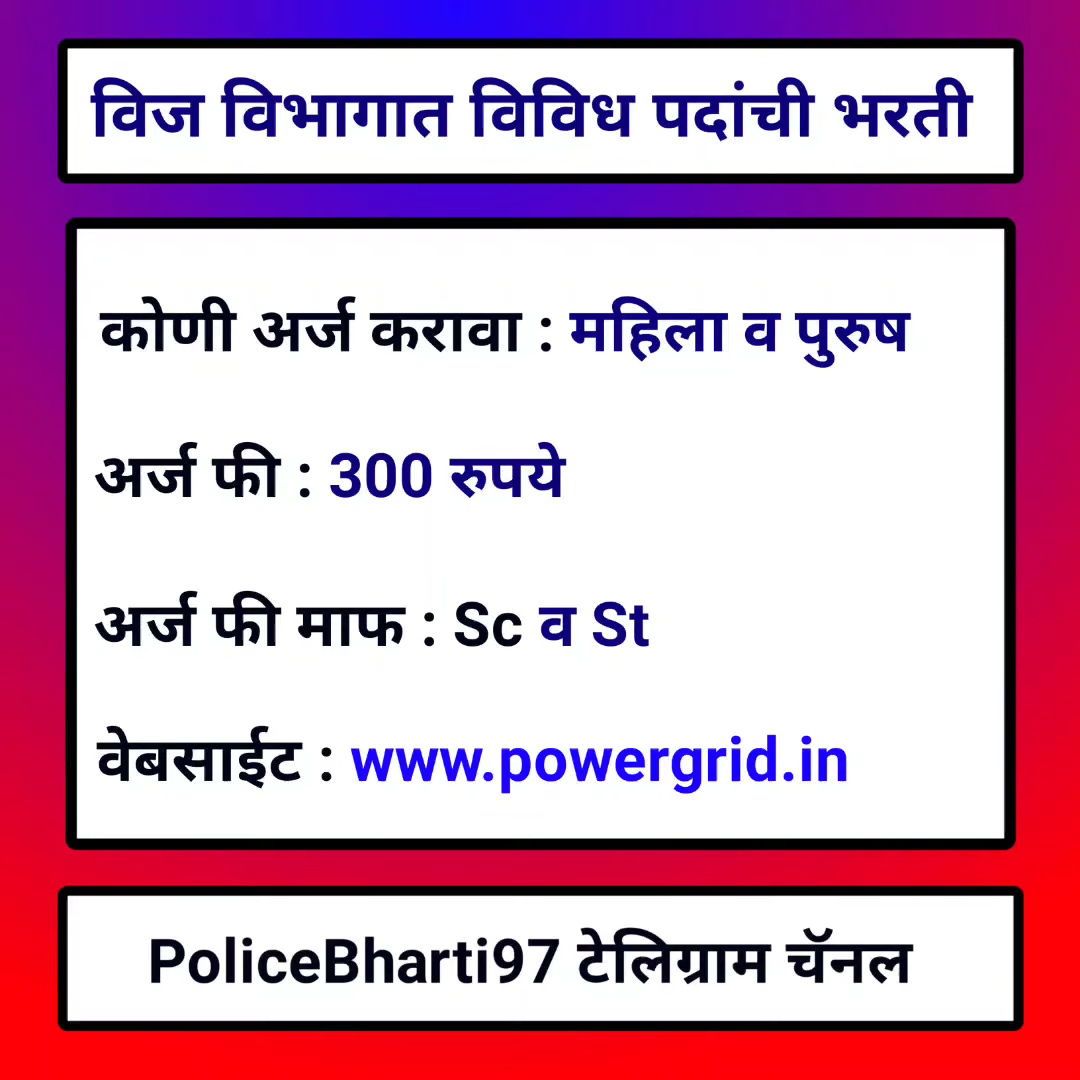 विज विभागात विविध पदांची भरती
कोणी अर्ज करावा : महिला व पुरुष
अर्ज फी : 300 रुपये
अर्ज फी माफ : Sc व St
वेबसाईट : www.powergrid.in
PoliceBharti97 टेलिग्राम चॅनल